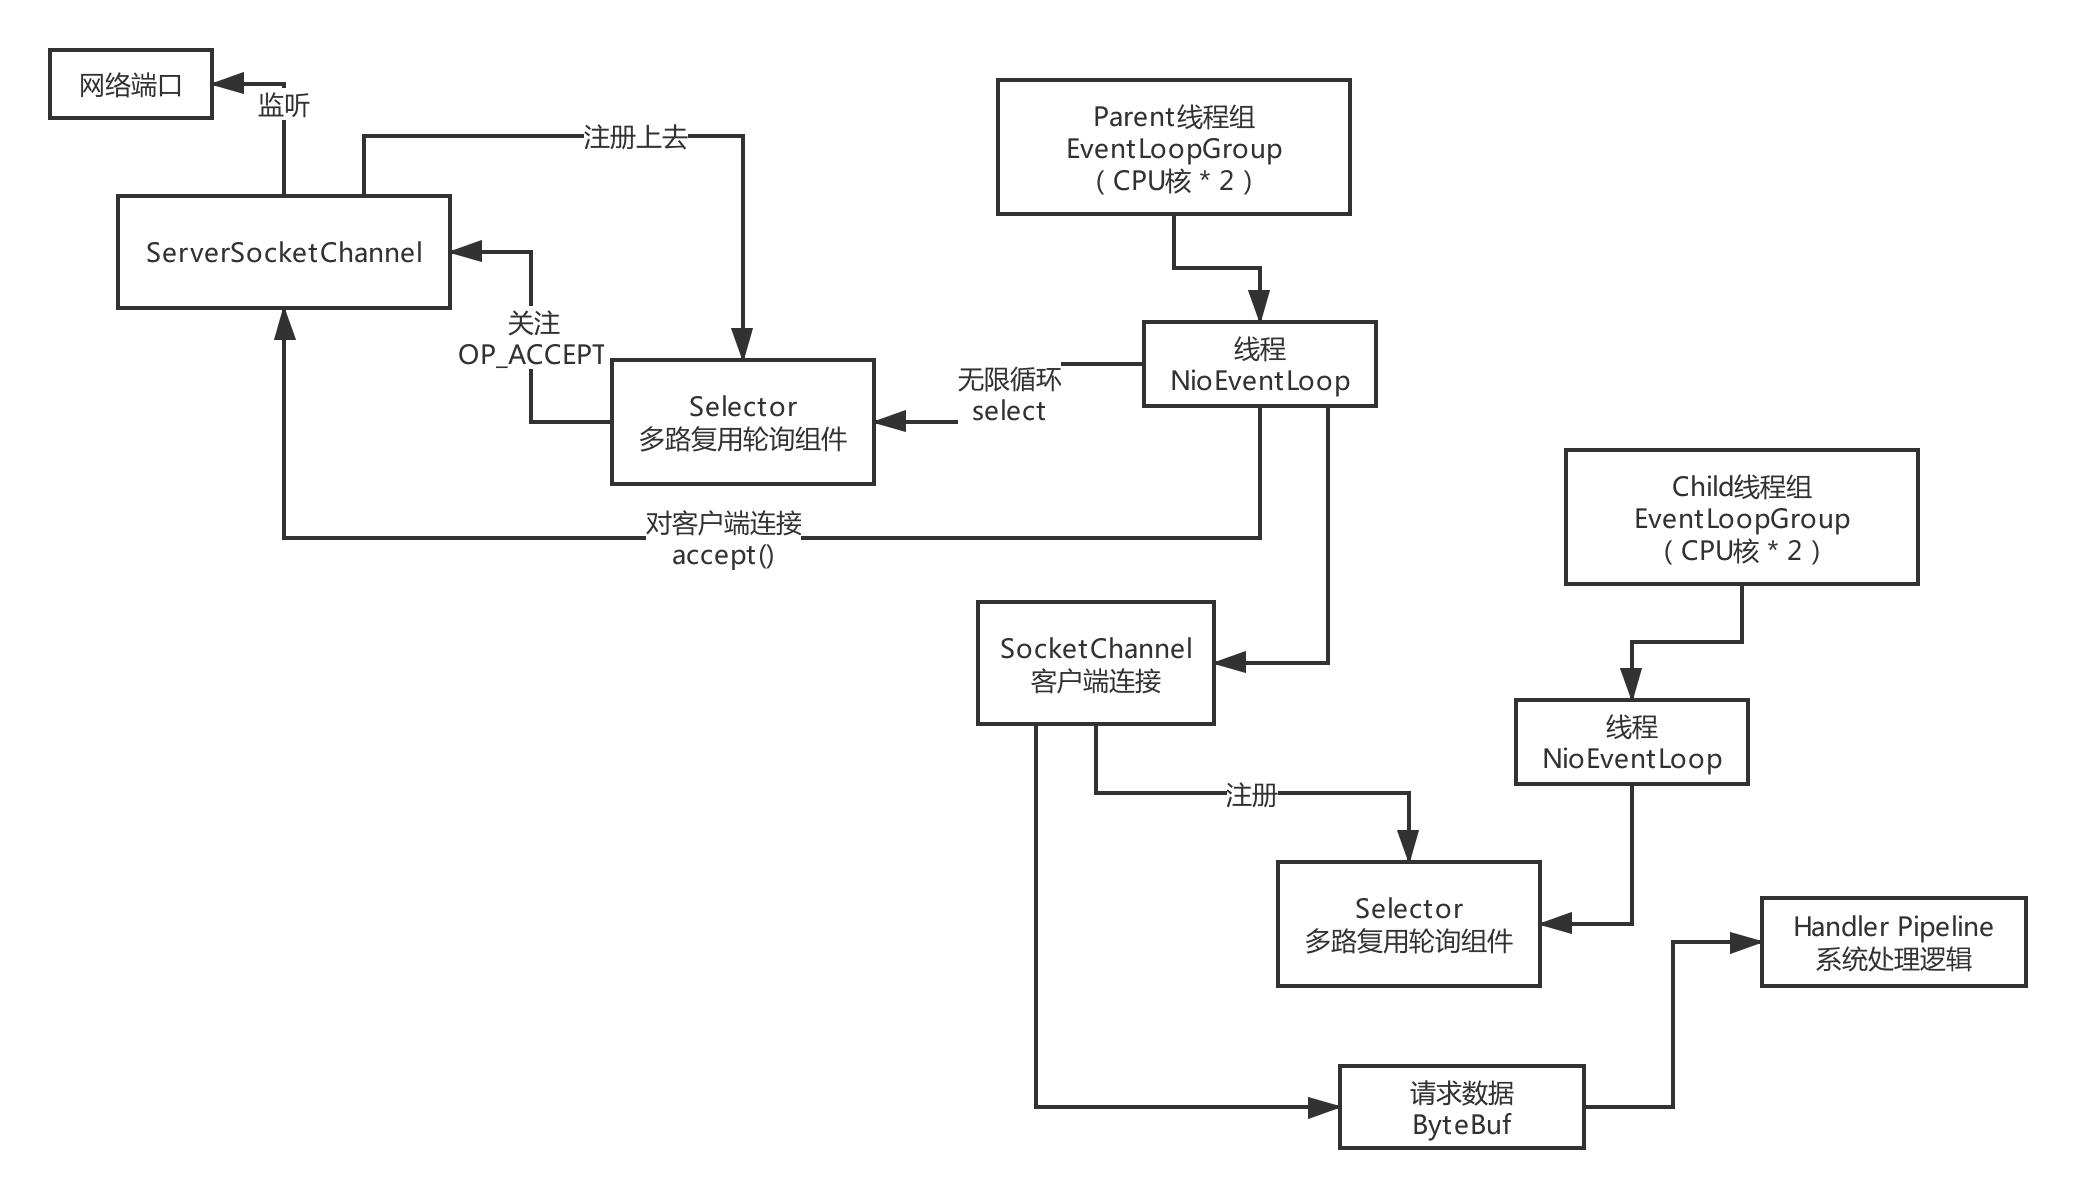 网络端口
监听
注册上去
Parent线程组
EventLoopGroup
（ CPU核 * 2 ）
ServerSocketChannel
关注
OP_ACCEPT
Selector
多路复用轮询组件
无限循环
select
线程
NioEventLoop
对客户端连接
accept()
Child线程组
EventLoopGroup
（ CPU核 * 2 ）
SocketChannel
客户端连接
线程
NioEventLoop
注册
Selector
多路复用轮询组件
Handler Pipeline
系统处理逻辑
请求数据
ByteBuf